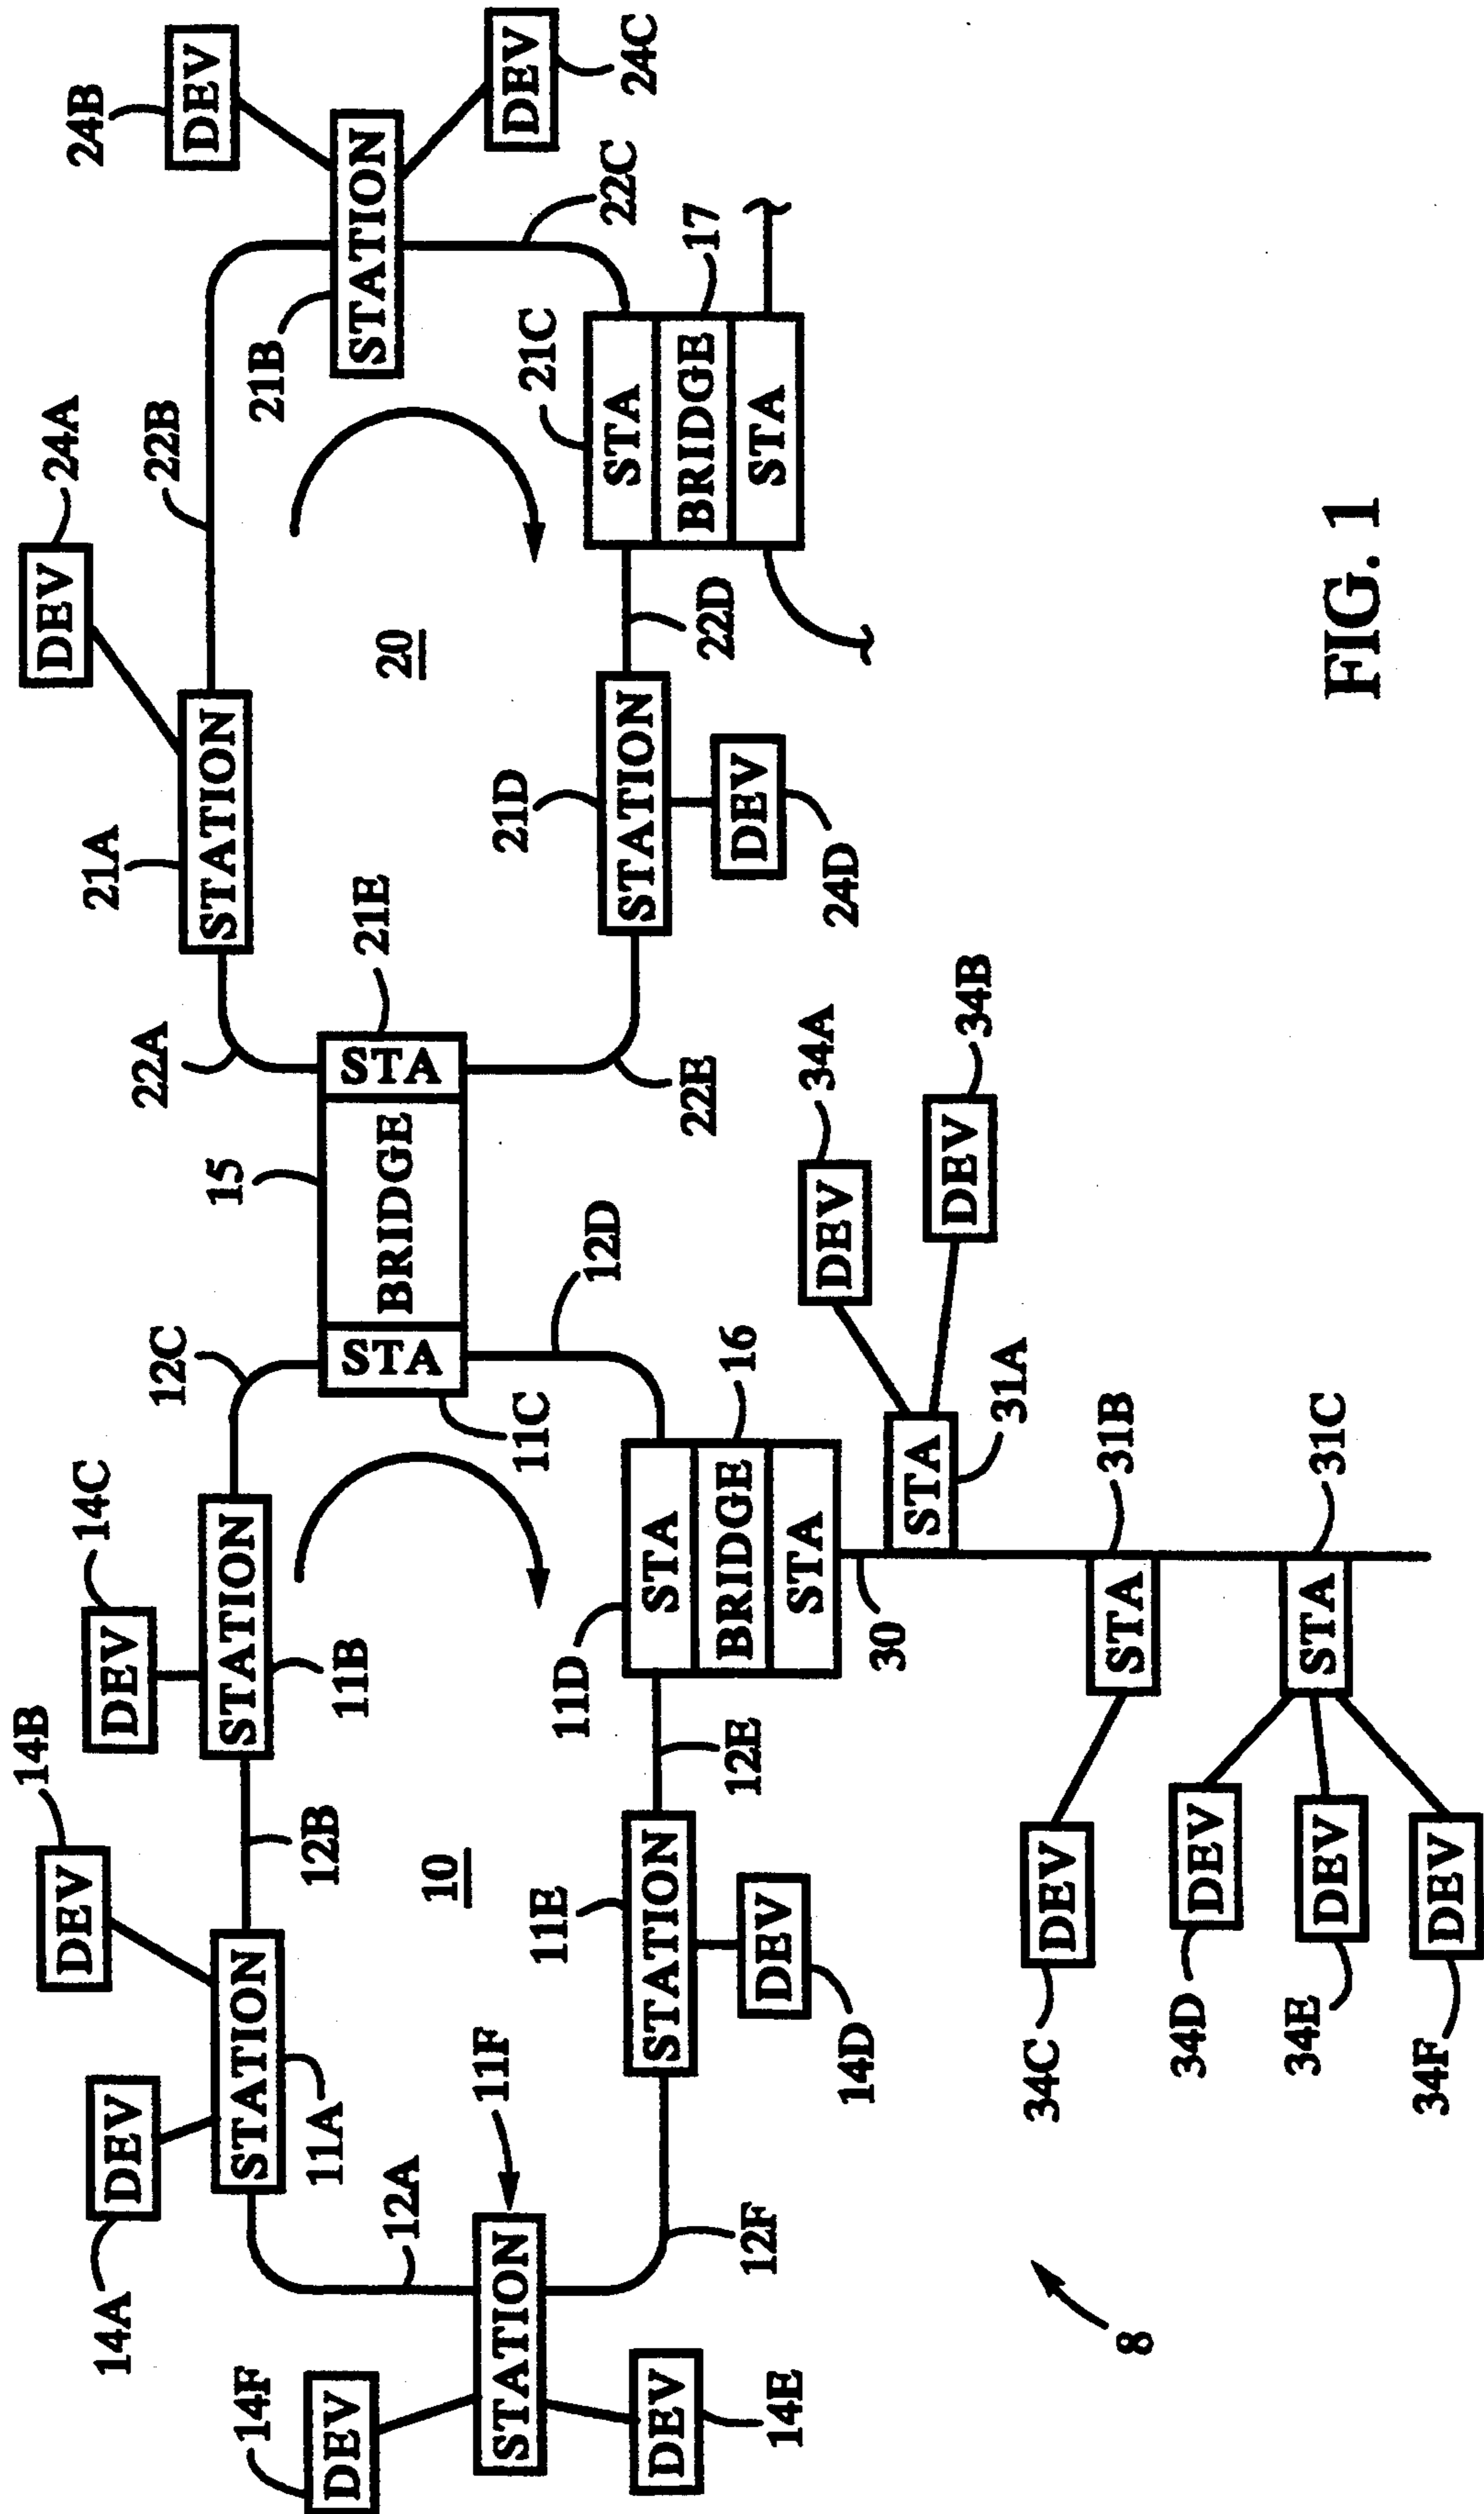 14B
14C
DEV
DEV
14A
DEV
12C
STATION
14F
STATION
12B
11B
15
22A
21A
DEV
24A
24B
DEV
STATION
22B
DEV
11A
12A
10
STA
BRIDGE
STA
21E
20
21B
STATION
DEV
24C
STATION
11F
11E
11C
11D
12D
21D
21C
22C
DEV
14E
12F
STATION
DEV
14D
12E
STA
BRIDGE
STA
16
22E
STATION
DEV
24D
22D
STA
BRIDGE
STA
17
30
34A
DEV
STA
31A
DEV
34B
8
34C
DEV
STA
31B
34D
DEV
34E
DEV
STA
31C
34F
DEV
FIG. 1